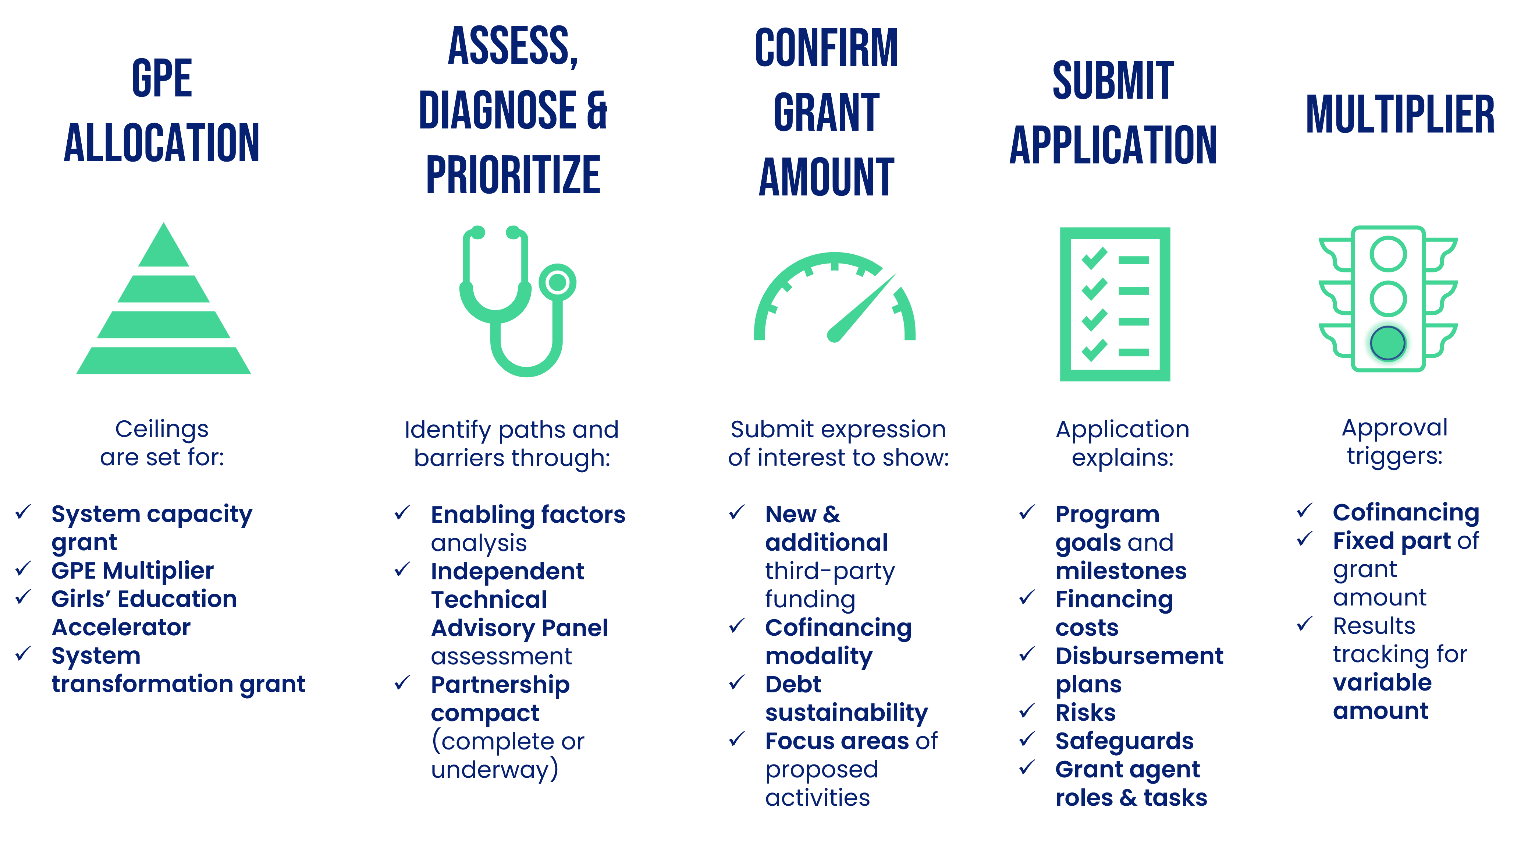 GPE
ALLOCATION
Ceilings
are set for:
✓ System capacity
grant
✓ GPE Multiplier
✓ Girls’ Education
Accelerator
✓ System
transformation grant
ASSESS,
DIAGNOSE &
PRIORITIZE
Identify paths and
barriers through:
✓ Enabling factors
analysis
✓ Independent
Technical
Advisory Panel
assessment
✓ Partnership
compact
(complete or
underway)
CONFIRM
GRANT
AMOUNT
Submit expression
of interest to show:
✓ New &
additional
third-party
funding
✓ Cofinancing
modality
✓ Debt
sustainability
✓ Focus areas of
proposed
activities
SUBMIT
APPLICATION
Application
explains:
✓ Program
goals and
milestones
✓ Financing
costs
✓ Disbursement
plans
✓ Risks
✓ Safeguards
✓ Grant agent
roles & tasks
MULTIPLIER
Approval
triggers:
✓ Cofinancing
✓ Fixed part of
grant
amount
✓ Results
tracking for
variable
amount